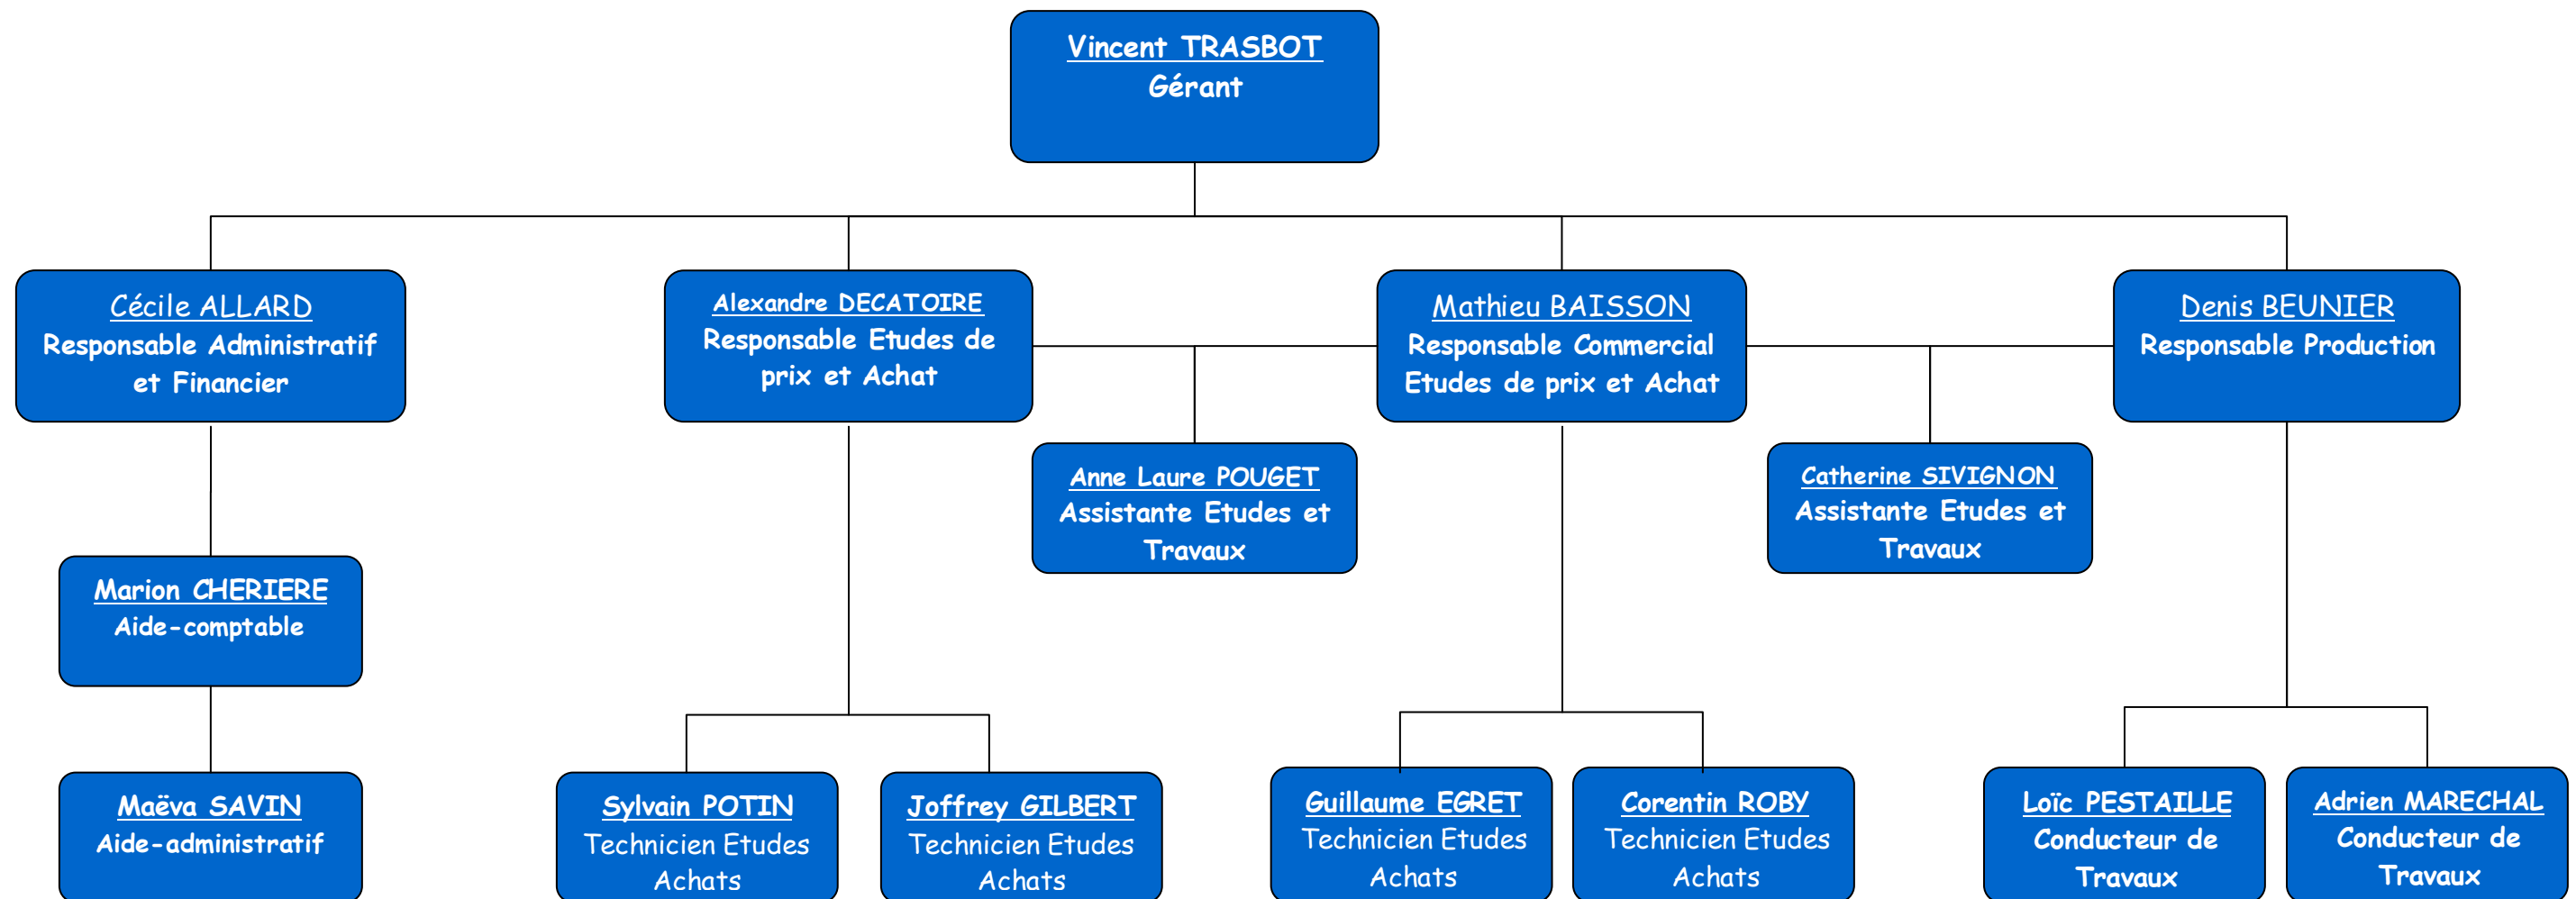 Vincent TRASBOT
Gérant
Cécile ALLARD
Responsable Administratif
et Financier
Alexandre DECATOIRE
Responsable Etudes de
prix et Achat
Mathieu BAISSON
Responsable Commercial
Etudes de prix et Achat
Denis BEUNIER
Responsable Production
Anne Laure POUGET
Assistante Etudes et
Travaux
Catherine SIVIGNON
Assistante Etudes et
Travaux
Marion CHERIERE
Aide-comptable
Maëva SAVIN
Aide-administratif
Sylvain POTIN
Technicien Etudes
Achats
Joffrey GILBERT
Technicien Etudes
Achats
Guillaume EGRET
Technicien Etudes
Achats
Corentin ROBY
Technicien Etudes
Achats
Loïc PESTAILLE
Conducteur de
Travaux
Adrien MARECHAL
Conducteur de
Travaux